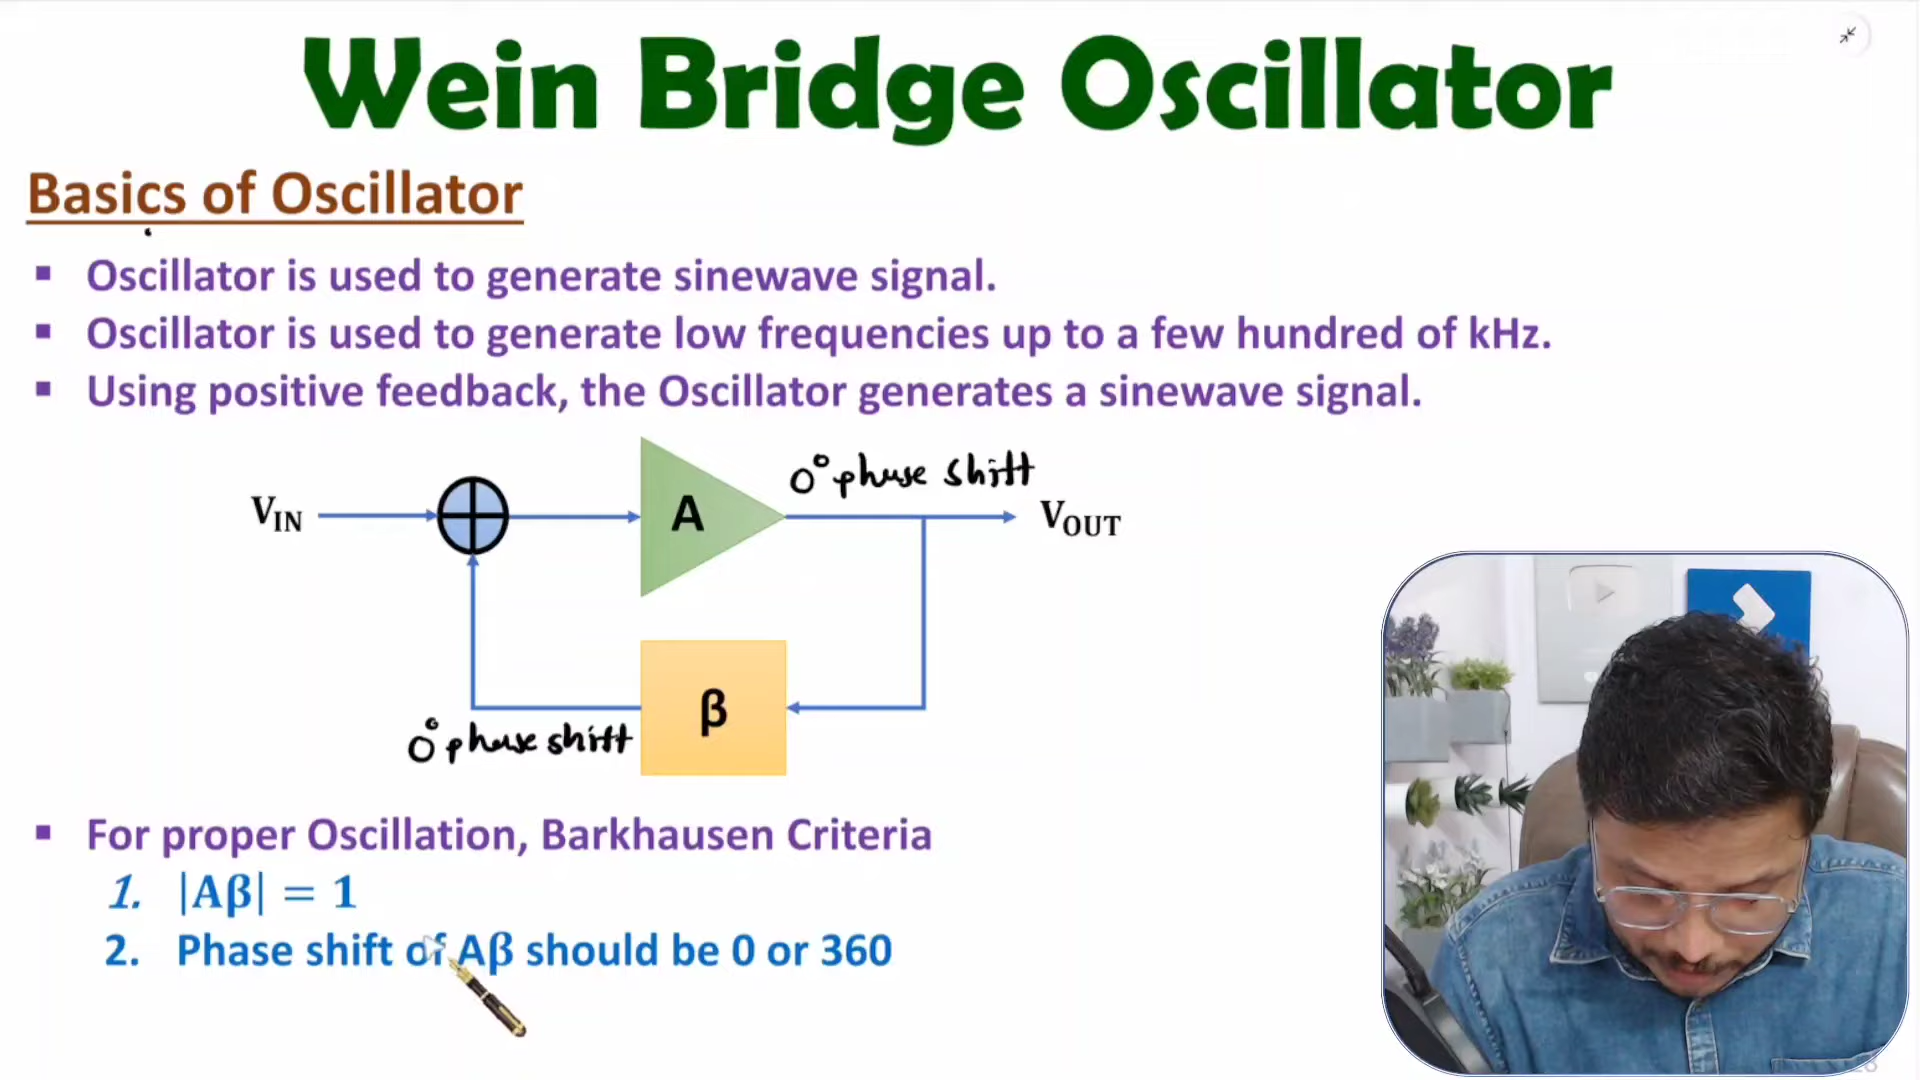 Wein Bridge Oscillator
Basics of Oscillator
▪ Oscillator is used to generate sinewave signal.
▪ Oscillator is used to generate low frequencies up to a few hundred of kHz.
▪ Using positive feedback, the Oscillator generates a sinewave signal.
0° phase shift
V_IN
A
V_OUT
β
0° phase shift
▪ For proper Oscillation, Barkhausen Criteria
1. |Aβ| = 1
2. Phase shift of Aβ should be 0 or 360